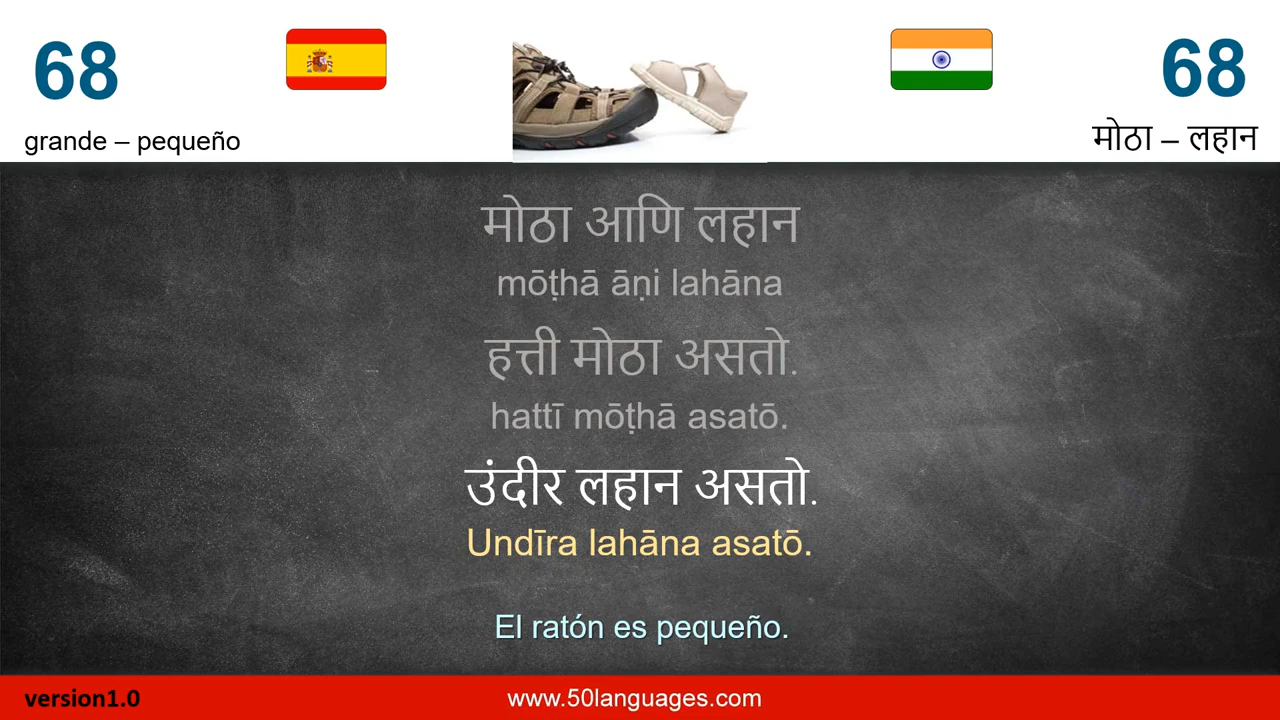 68
68
grande – pequeño
मोठा – लहान
मोठा आणि लहान
mōṭhā āṇi lahāna
हत्ती मोठा असतो.
hattī mōṭhā asatō.
उंदीर लहान असतो.
Undīra lahāna asatō.
El ratón es pequeño.
version1.0
www.50languages.com